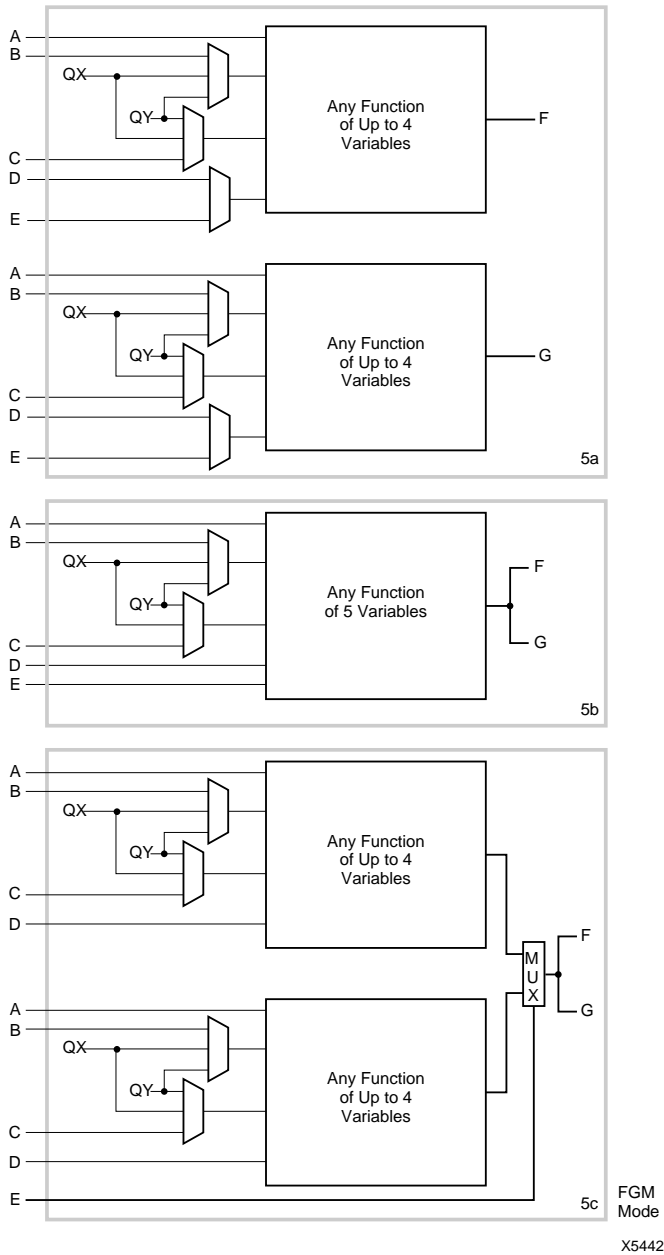 A
B
QX
QY
C
D
E
Any Function
of Up to 4
Variables
F
A
B
QX
QY
C
D
E
Any Function
of Up to 4
Variables
G
5a
A
B
QX
QY
C
D
E
Any Function
of 5 Variables
F
G
5b
A
B
QX
QY
C
D
Any Function
of Up to 4
Variables
M
U
X
F
G
A
B
QX
QY
C
D
E
Any Function
of Up to 4
Variables
5c
FGM
Mode
X5442